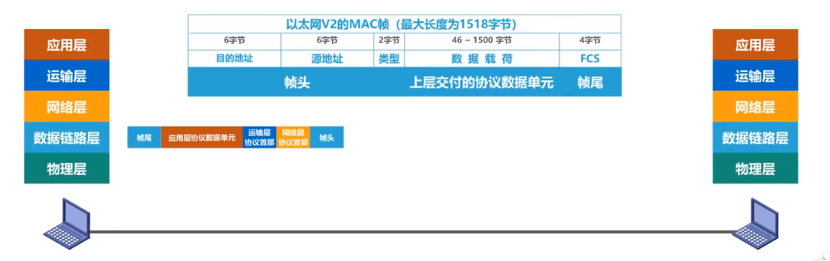 以太网V2的MAC帧（最大长度为1518字节）
6字节 6字节 2字节 46 ~ 1500 字节 4字节
目的地址 源地址 类型 数据载荷 FCS
帧头 上层交付的协议数据单元 帧尾
应用层
运输层
网络层
数据链路层
物理层
帧尾 应用层协议数据单元 运输层协议首部 网络层协议首部 帧头
应用层
运输层
网络层
数据链路层
物理层